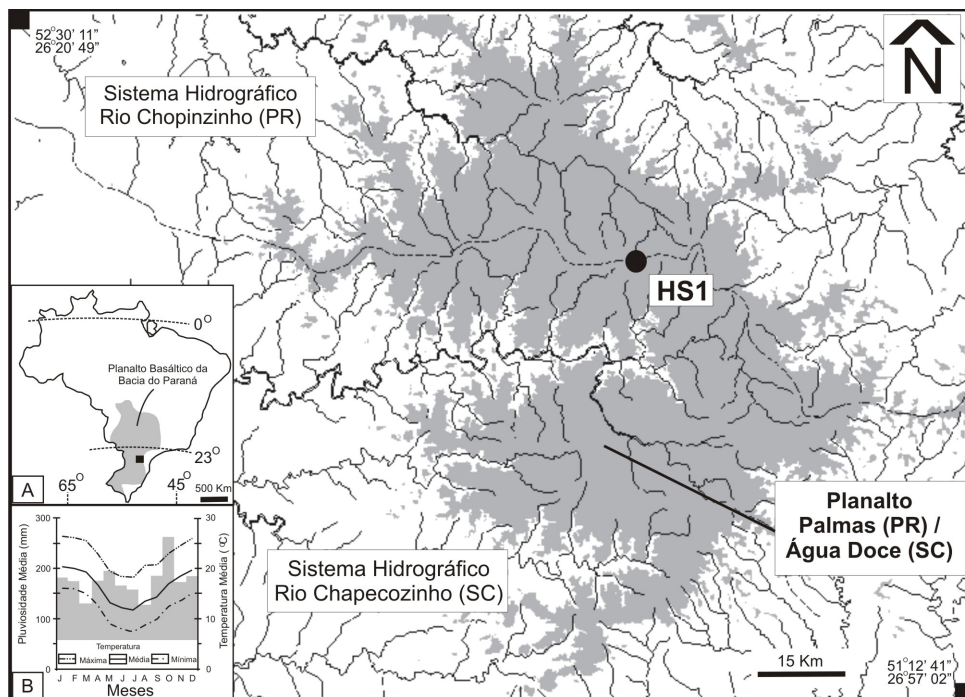 52° 30' 11"
26° 20' 49"
Sistema Hidrográfico
Rio Chopinzinho (PR)
N
HS1
0°
Planalto Basáltico da
Bacia do Paraná
23°
65°
45°
500 Km
A
Planalto
Palmas (PR) /
Água Doce (SC)
Sistema Hidrográfico
Rio Chapecozinho (SC)
15 Km
51° 12' 41"
26° 57' 02"
Pluviosidade Média (mm)
300
200
100
0
Temperatura Média (°C)
30
20
10
0
Temperatura
Máxima
Média
Mínima
J F M A M J J A S O N D
Meses
B